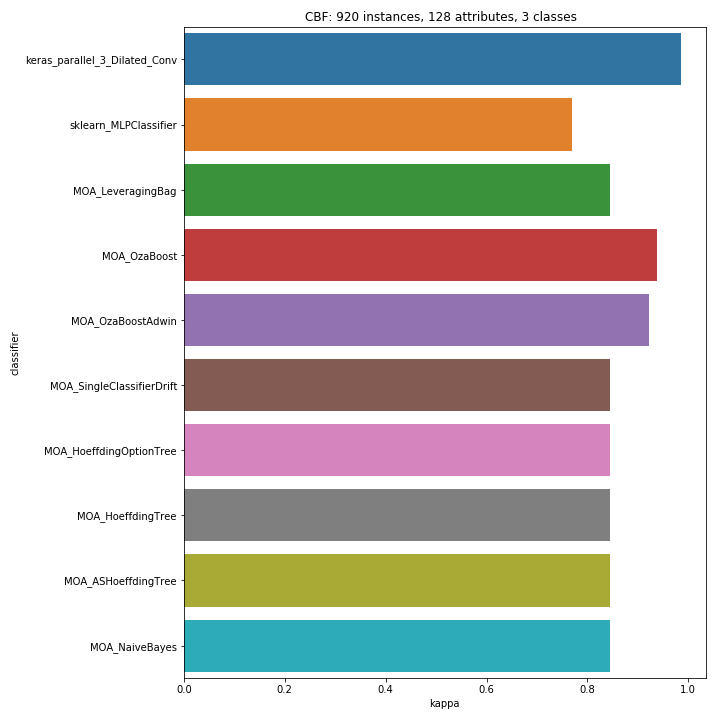 CBF: 920 instances, 128 attributes, 3 classes
keras_parallel_3_Dilated_Conv
sklearn_MLPClassifier
MOA_LeveragingBag
MOA_OzaBoost
MOA_OzaBoostAdwin
MOA_SingleClassifierDrift
MOA_HoeffdingOptionTree
MOA_HoeffdingTree
MOA_ASHoeffdingTree
MOA_NaiveBayes
classifier
0.0 0.2 0.4 0.6 0.8 1.0
kappa